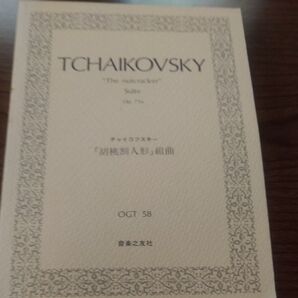 TCHAIKOVSKY
"The nutcracker"
Suite
Op. 71a
チャイコフスキー
「胡桃割人形」組曲
OGT 58
音楽之友社